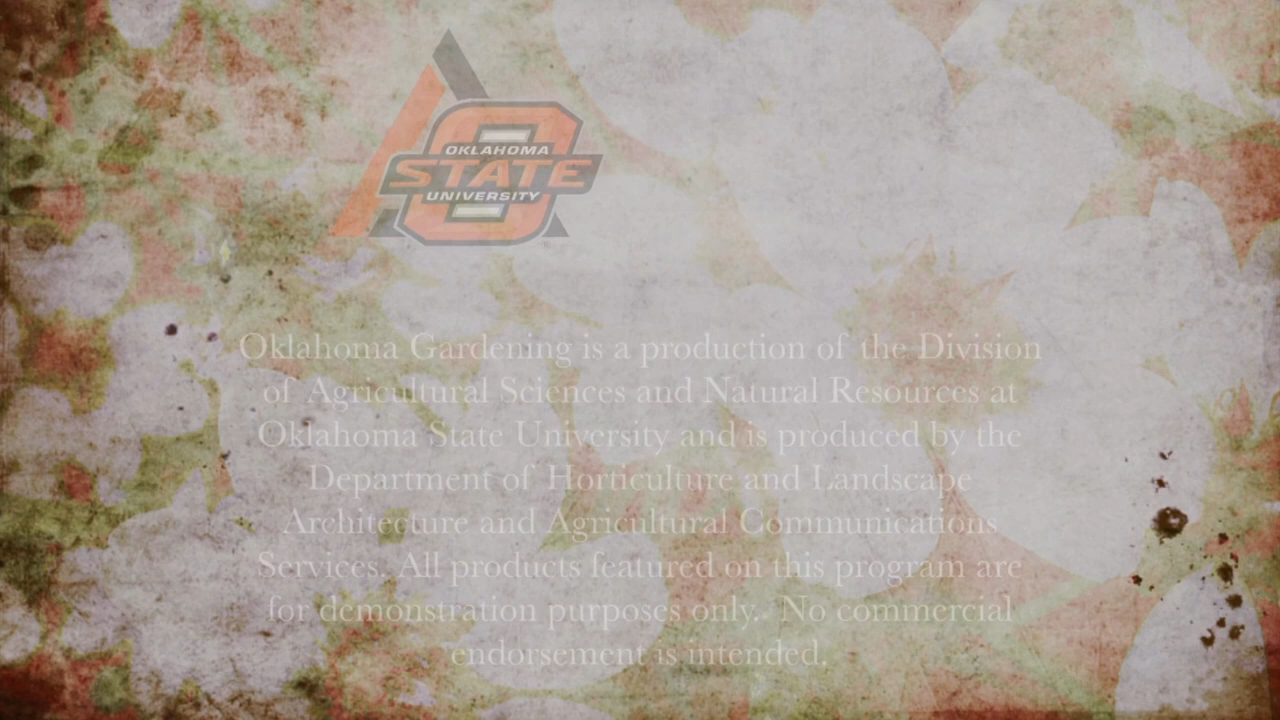 OKLAHOMA
STATE
UNIVERSITY
Oklahoma Gardening is a production of the Division
of Agricultural Sciences and Natural Resources at
Oklahoma State University and is produced by the
Department of Horticulture and Landscape
Architecture and Agricultural Communications
Services. All products featured on this program are
for demonstration purposes only. No commercial
endorsement is intended.